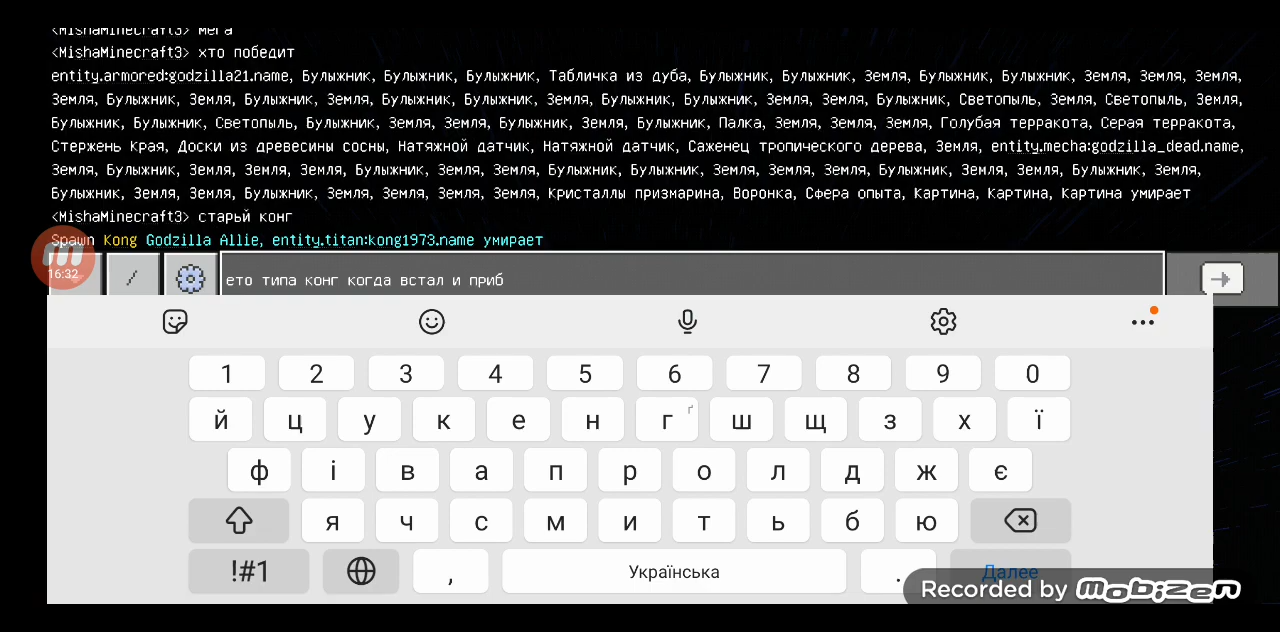 <MishaMinecraft3> мега
<MishaMinecraft3> хто победит
entity.armored:godzilla21.name, Булыжник, Булыжник, Булыжник, Табличка из дуба, Булыжник, Булыжник, Земля, Булыжник, Булыжник, Земля, Земля, Земля,
Земля, Булыжник, Земля, Булыжник, Земля, Булыжник, Булыжник, Земля, Булыжник, Булыжник, Земля, Земля, Булыжник, Светопыль, Земля, Светопыль, Земля,
Булыжник, Булыжник, Светопыль, Булыжник, Земля, Земля, Булыжник, Земля, Булыжник, Палка, Земля, Земля, Земля, Голубая терракота, Серая терракота,
Стержень Края, Доски из древесины сосны, Натяжной датчик, Натяжной датчик, Саженец тропического дерева, Земля, entity.mecha:godzilla_dead.name,
Земля, Булыжник, Земля, Земля, Земля, Булыжник, Земля, Земля, Булыжник, Булыжник, Земля, Земля, Земля, Булыжник, Земля, Земля, Булыжник, Земля,
Булыжник, Земля, Земля, Булыжник, Земля, Земля, Земля, Земля, Кристаллы призмарина, Воронка, Сфера опыта, Картина, Картина, Картина умирает
<MishaMinecraft3> старый конг
Spawn Kong Godzilla Allie, entity.titan:kong1973.name умирает
16:32
/
ето типа конг когда встал и приб
1 2 3 4 5 6 7 8 9 0
й ц у к е н г ґ ш щ з х ї
ф і в а п р о л д ж є
я ч с м и т ь б ю
!#1 , Українська . Далее
Recorded by mobizen